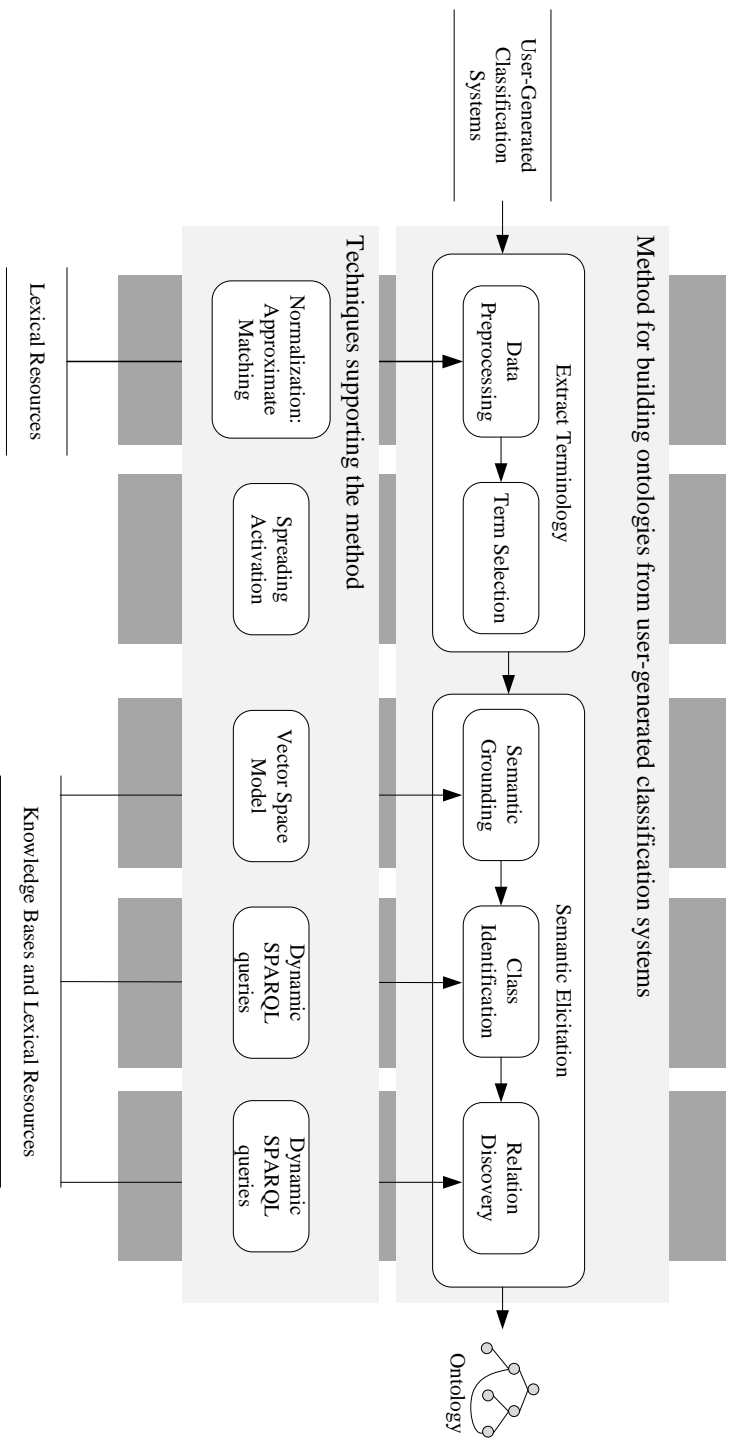 Method for building ontologies from user-generated classification systems
User-Generated
Classification
Systems
Extract Terminology
Data
Preprocessing
Term Selection
Semantic Elicitation
Semantic
Grounding
Class
Identification
Relation
Discovery
Ontology
Techniques supporting the method
Normalization:
Approximate
Matching
Spreading
Activation
Vector Space
Model
Dynamic
SPARQL
queries
Dynamic
SPARQL
queries
Lexical Resources
Knowledge Bases and Lexical Resources